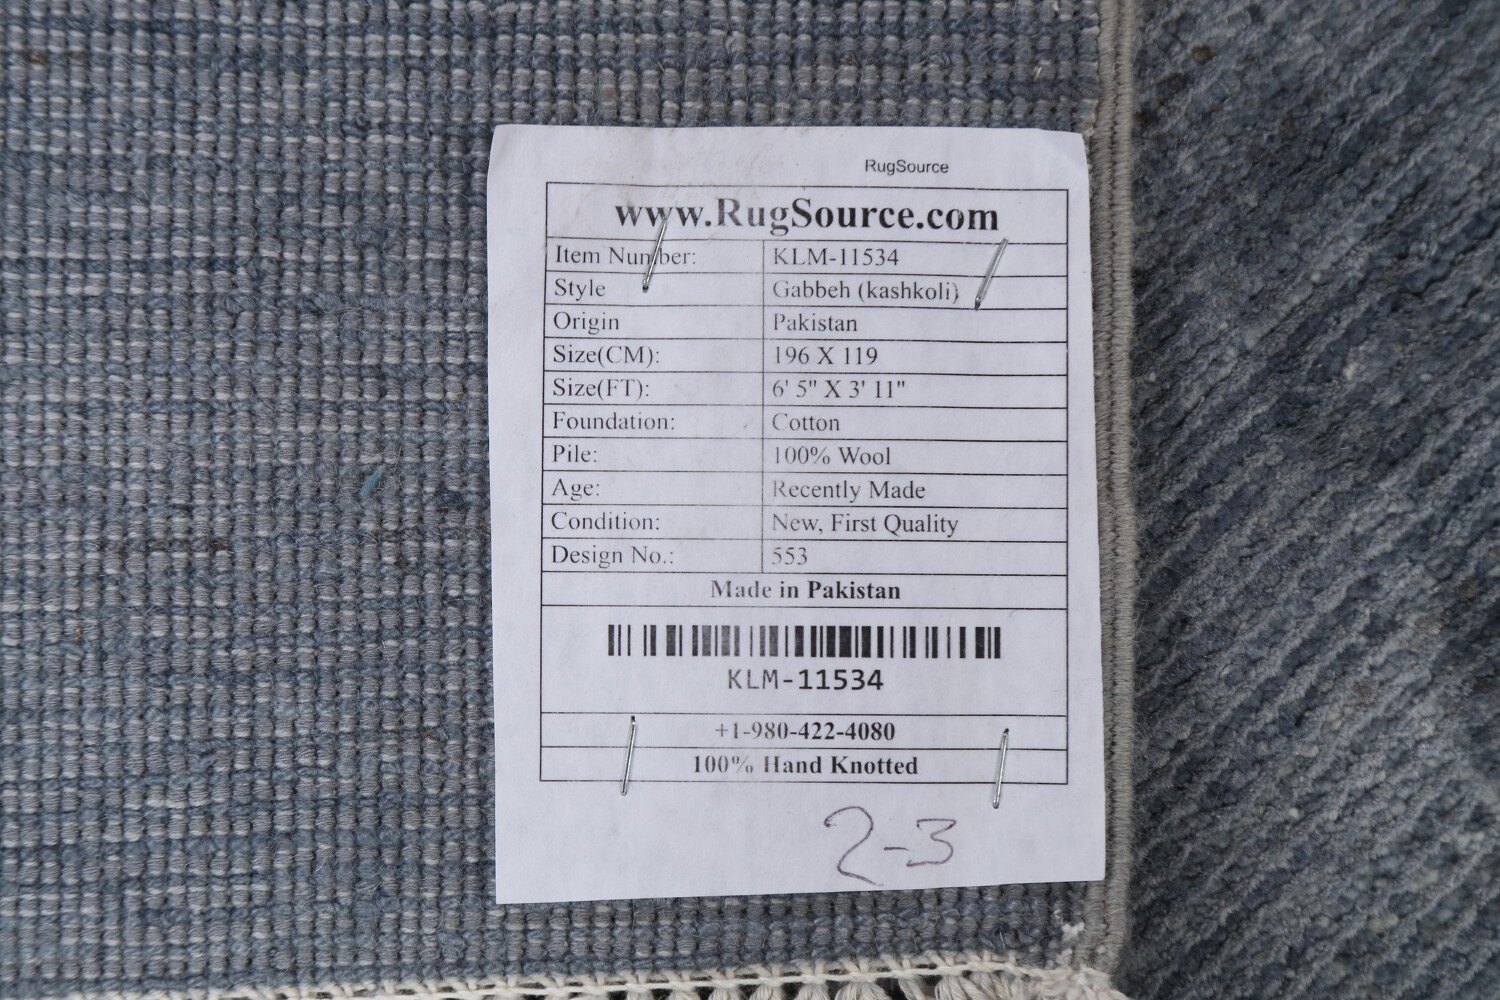 RugSource
www.RugSource.com
Item Number: KLM-11534
Style Gabbeh (kashkoli)
Origin Pakistan
Size(CM): 196 X 119
Size(FT): 6' 5" X 3' 11"
Foundation: Cotton
Pile: 100% Wool
Age: Recently Made
Condition: New, First Quality
Design No.: 553
Made in Pakistan
KLM-11534
+1-980-422-4080
100% Hand Knotted
2-3